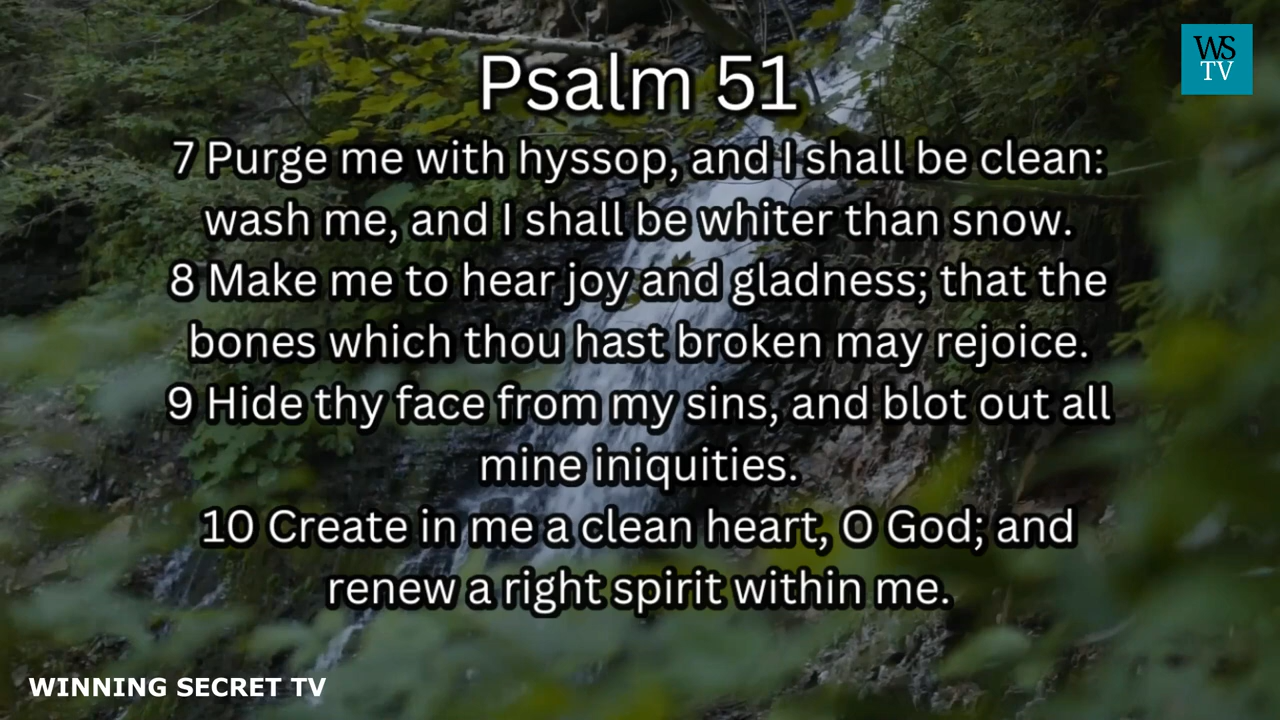 WS
TV
Psalm 51
7 Purge me with hyssop, and I shall be clean:
wash me, and I shall be whiter than snow.
8 Make me to hear joy and gladness; that the
bones which thou hast broken may rejoice.
9 Hide thy face from my sins, and blot out all
mine iniquities.
10 Create in me a clean heart, O God; and
renew a right spirit within me.
WINNING SECRET TV